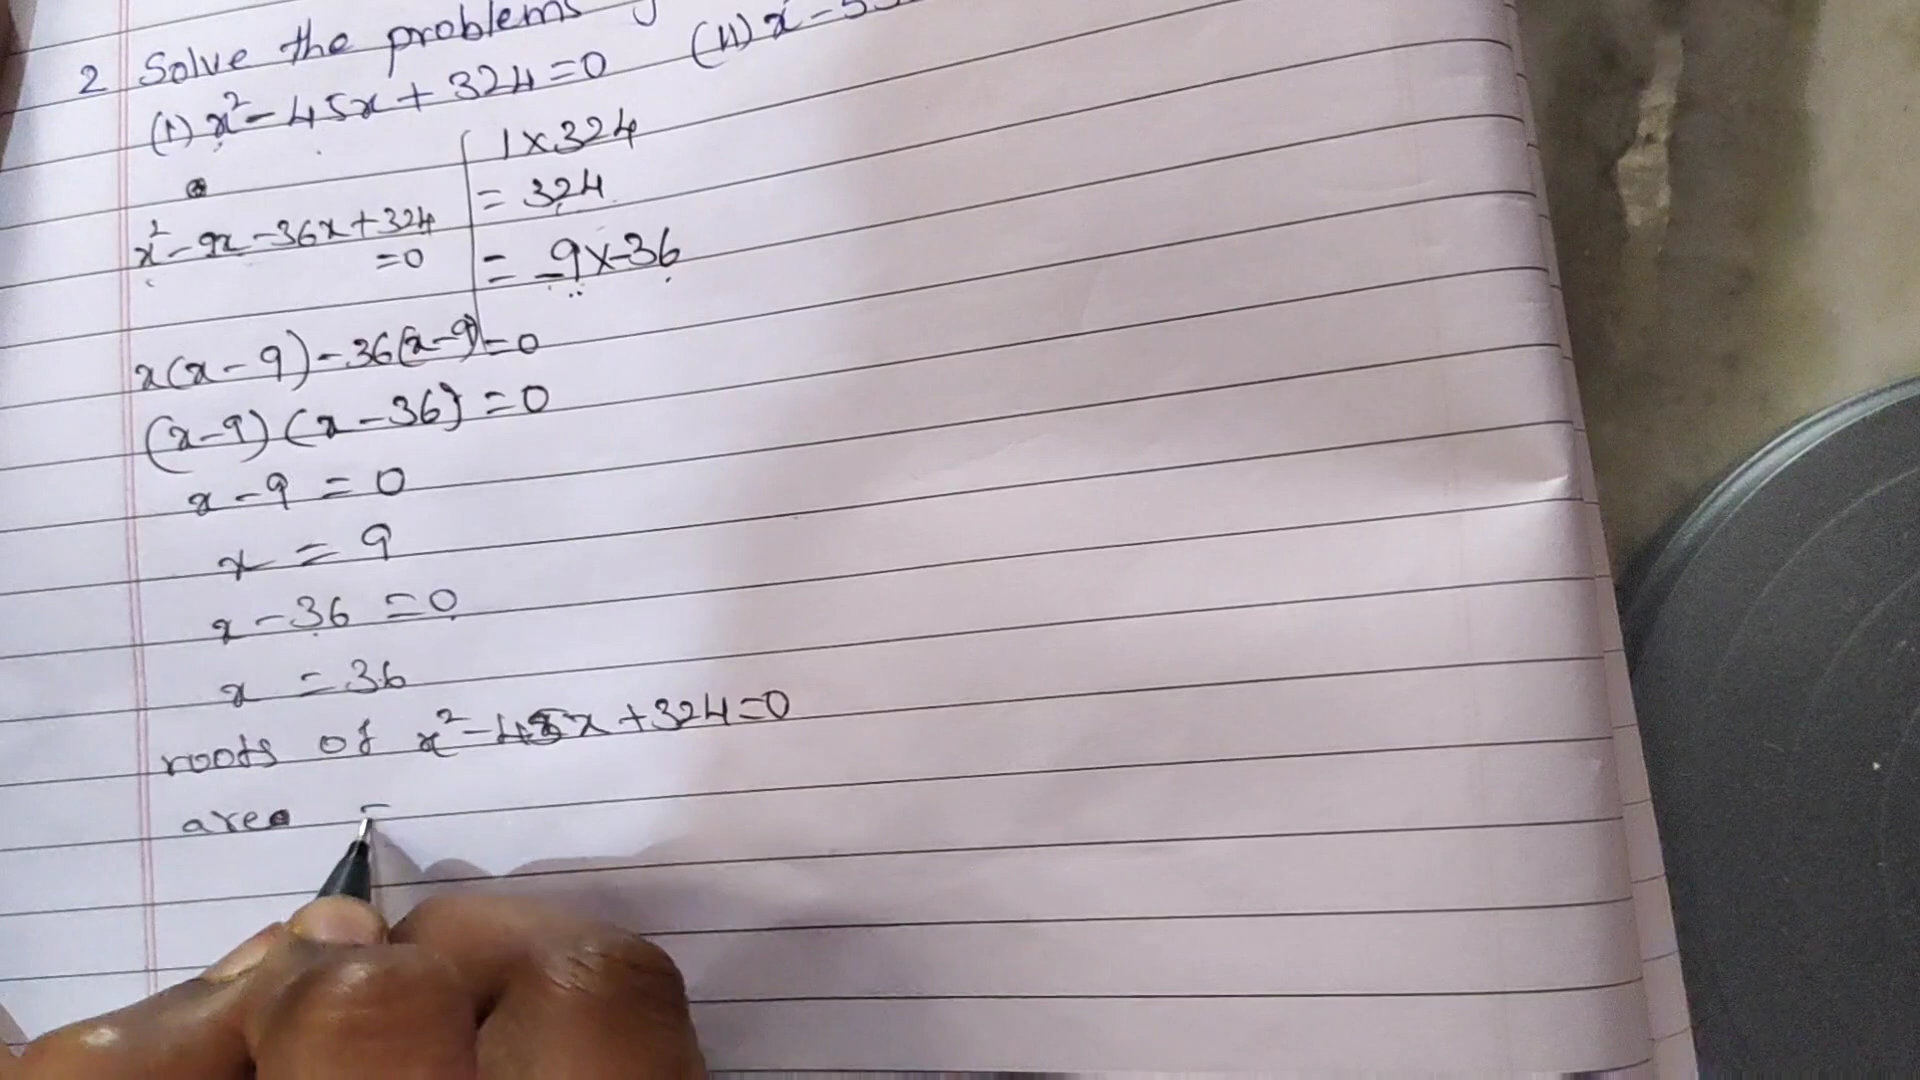 2 Solve the problems
(i) x² - 45x + 324 = 0 (ii) x - 5
1 x 324
= 324
x² - 9x - 36x + 324
= 0
= -9 x -36
x(x - 9) - 36(x - 9) = 0
(x - 9) (x - 36) = 0
x - 9 = 0
x = 9
x - 36 = 0
x = 36
roots of x² - 45x + 324 = 0
are =